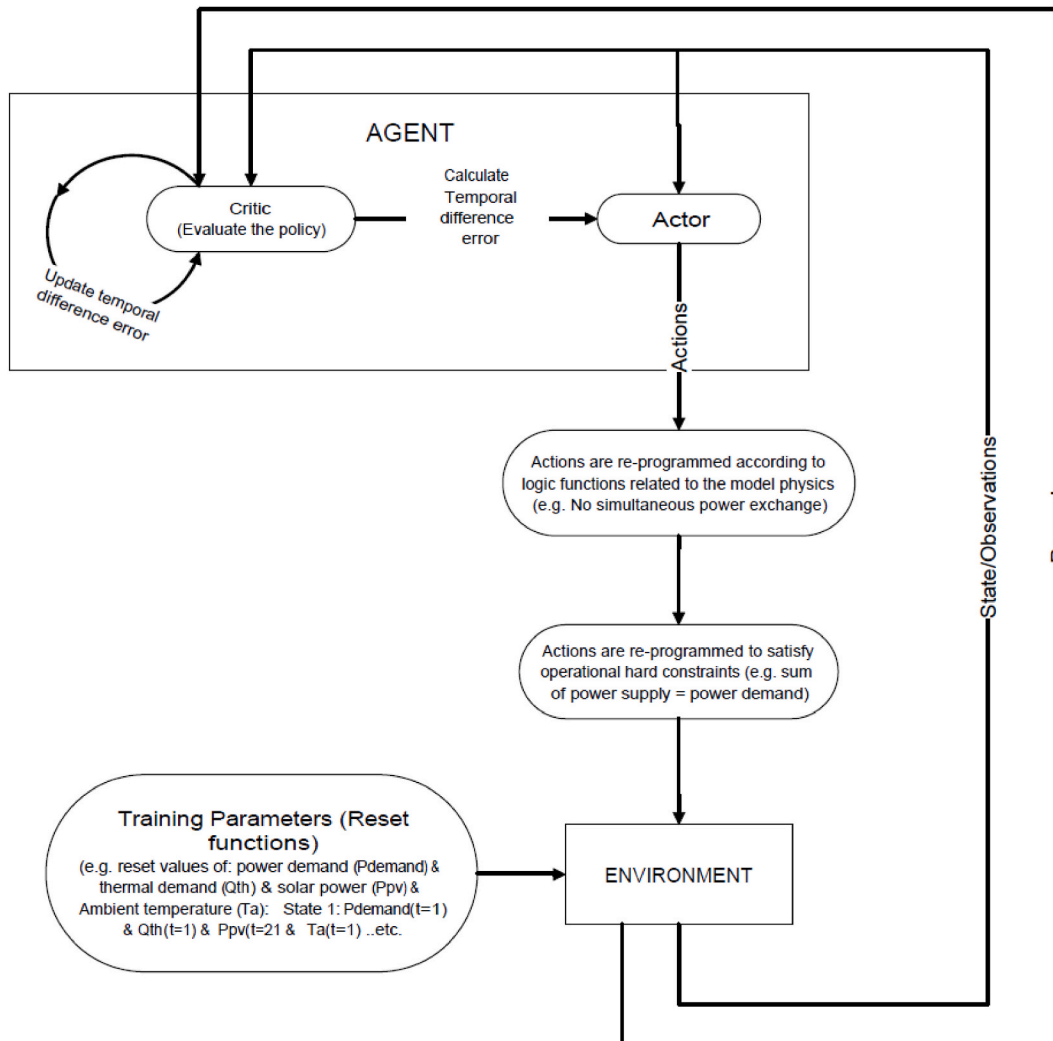 AGENT
Calculate
Temporal
difference
error
Critic
(Evaluate the policy)
Actor
Update temporal
difference error
Actions
Actions are re-programmed according to
logic functions related to the model physics
(e.g. No simultaneous power exchange)
State/Observations
Actions are re-programmed to satisfy
operational hard constraints (e.g. sum
of power supply = power demand)
Training Parameters (Reset
functions)
(e.g. reset values of: power demand (Pdemand) &
thermal demand (Qth) & solar power (Ppv) &
Ambient temperature (Ta): State 1: Pdemand(t=1)
& Qth(t=1) & Ppv(t=21 & Ta(t=1) ..etc.
ENVIRONMENT